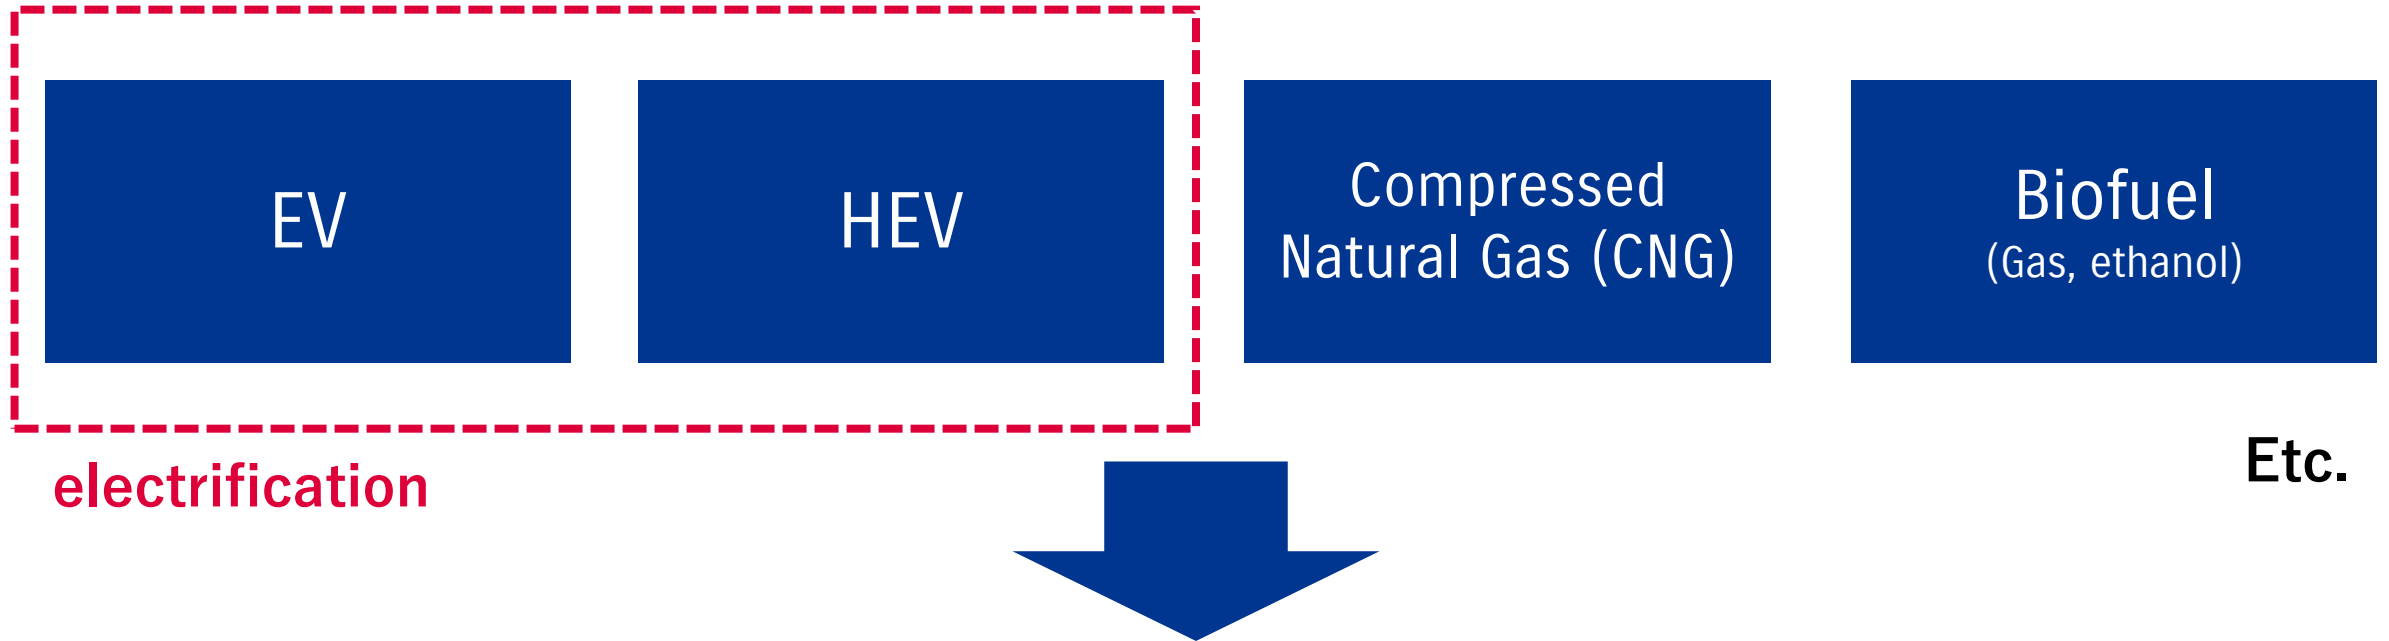 EV
HEV
Compressed
Natural Gas (CNG)
Biofuel
(Gas, ethanol)
electrification
Etc.